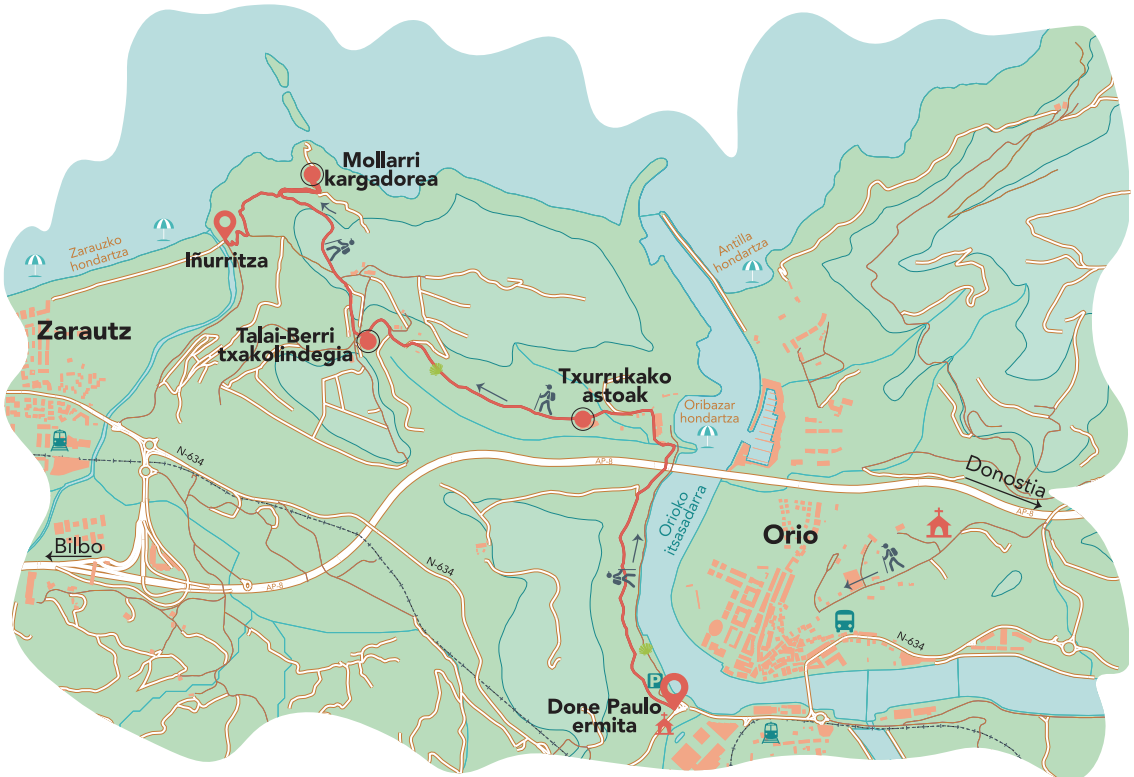 Mollarri
kargadorea
Zarauzko
hondartza
Iñurritza
Antilla
hondartza
Zarautz
Talai-Berri
txakolindegia
Txurrukako
astoak
Oribazar
hondartza
N-634
AP-8
Donostia
AP-8
Orioko
itsasadarra
Orio
Bilbo
N-634
AP-8
N-634
P
Done Paulo
ermita